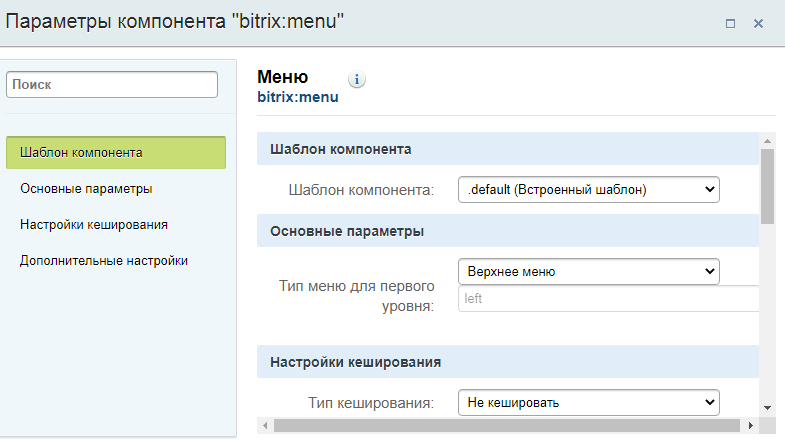 Параметры компонента "bitrix:menu"
Поиск
Шаблон компонента
Основные параметры
Настройки кеширования
Дополнительные настройки
Меню
bitrix:menu
Шаблон компонента
Шаблон компонента: .default (Встроенный шаблон)
Основные параметры
Тип меню для первого уровня: Верхнее меню
left
Настройки кеширования
Тип кеширования: Не кешировать